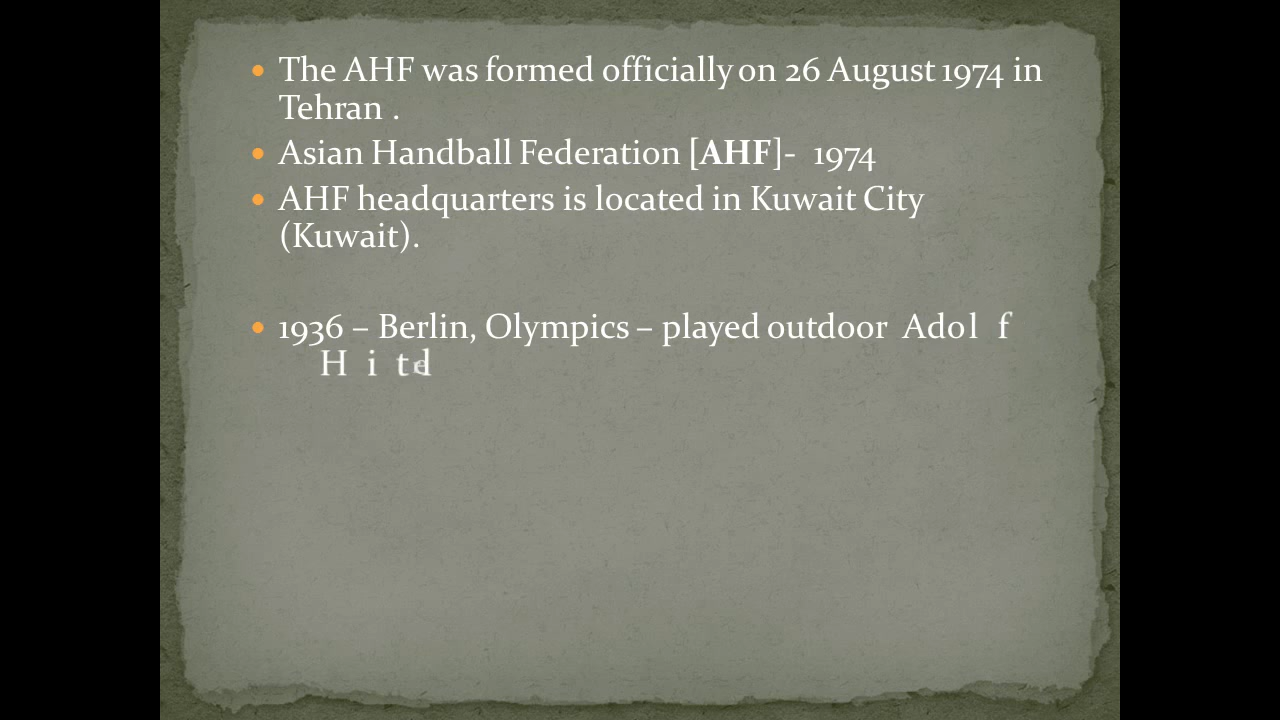 The AHF was formed officially on 26 August 1974 in
Tehran .
Asian Handball Federation [AHF]- 1974
AHF headquarters is located in Kuwait City
(Kuwait).
1936 – Berlin, Olympics – played outdoor Adol f
H i t